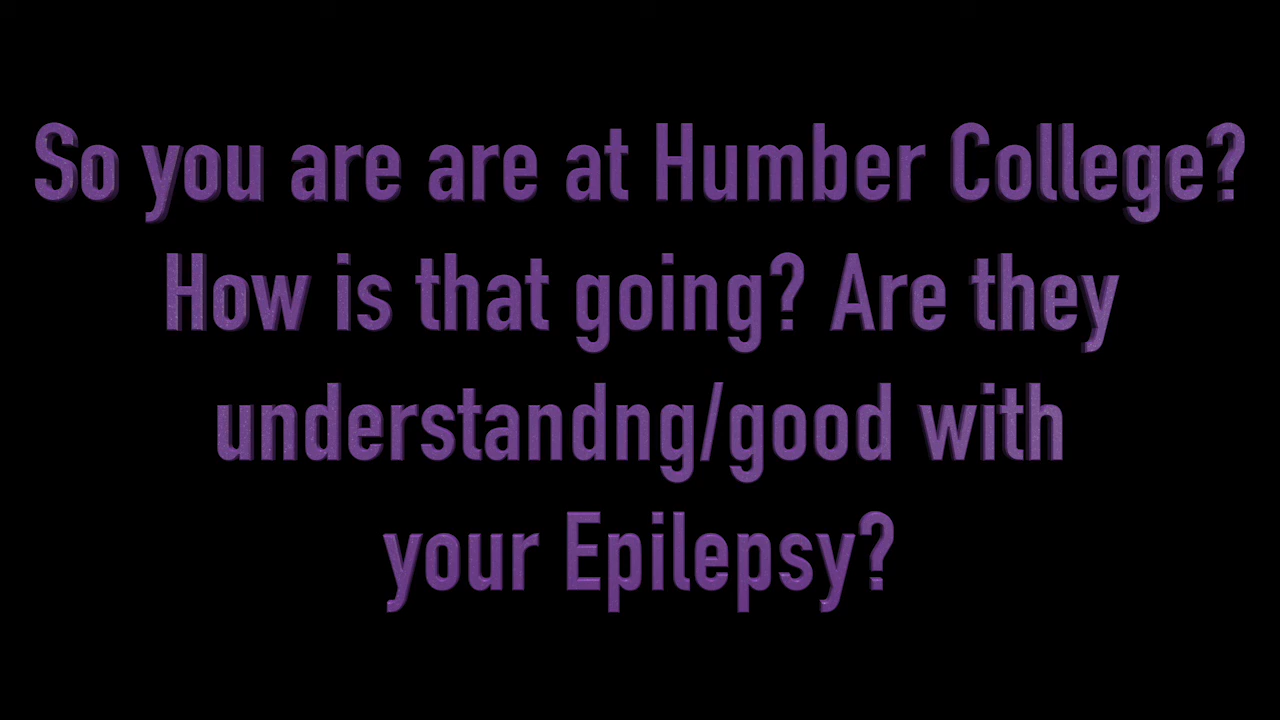 So you are are at Humber College?
How is that going? Are they
understandng/good with
your Epilepsy?